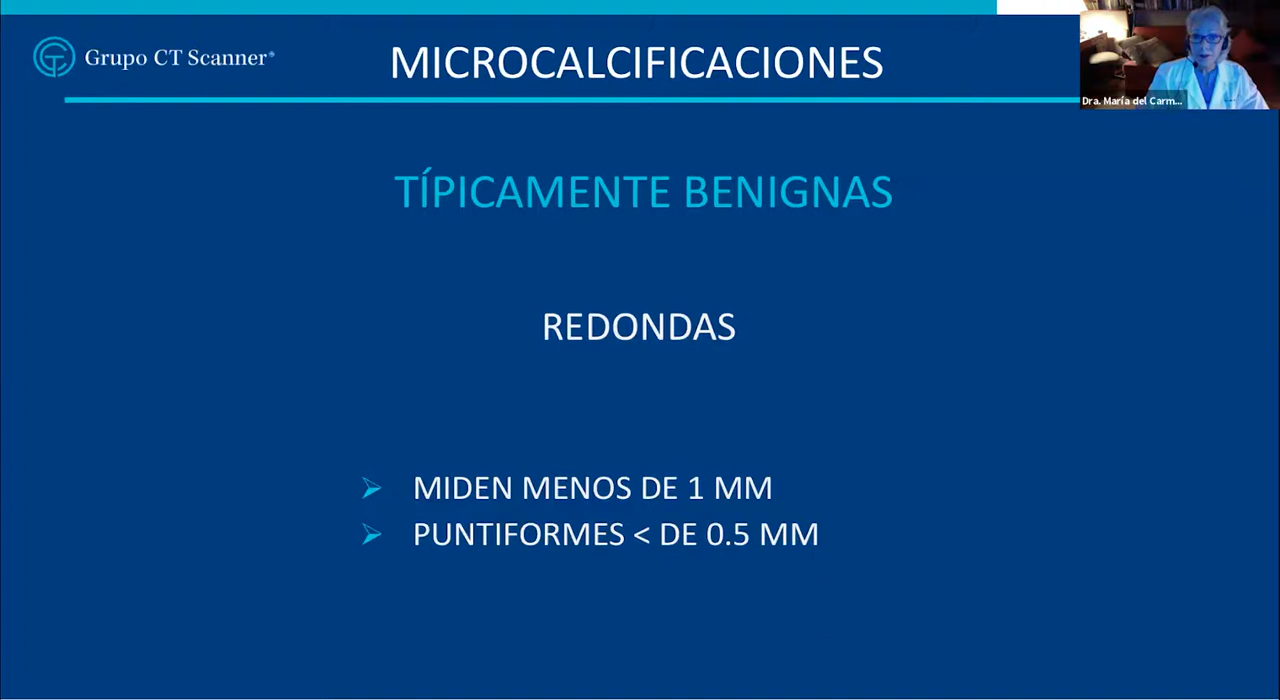 Grupo CT Scanner®
MICROCALCIFICACIONES
Dra. María del Carm...
TÍPICAMENTE BENIGNAS
REDONDAS
MIDEN MENOS DE 1 MM
PUNTIFORMES < DE 0.5 MM